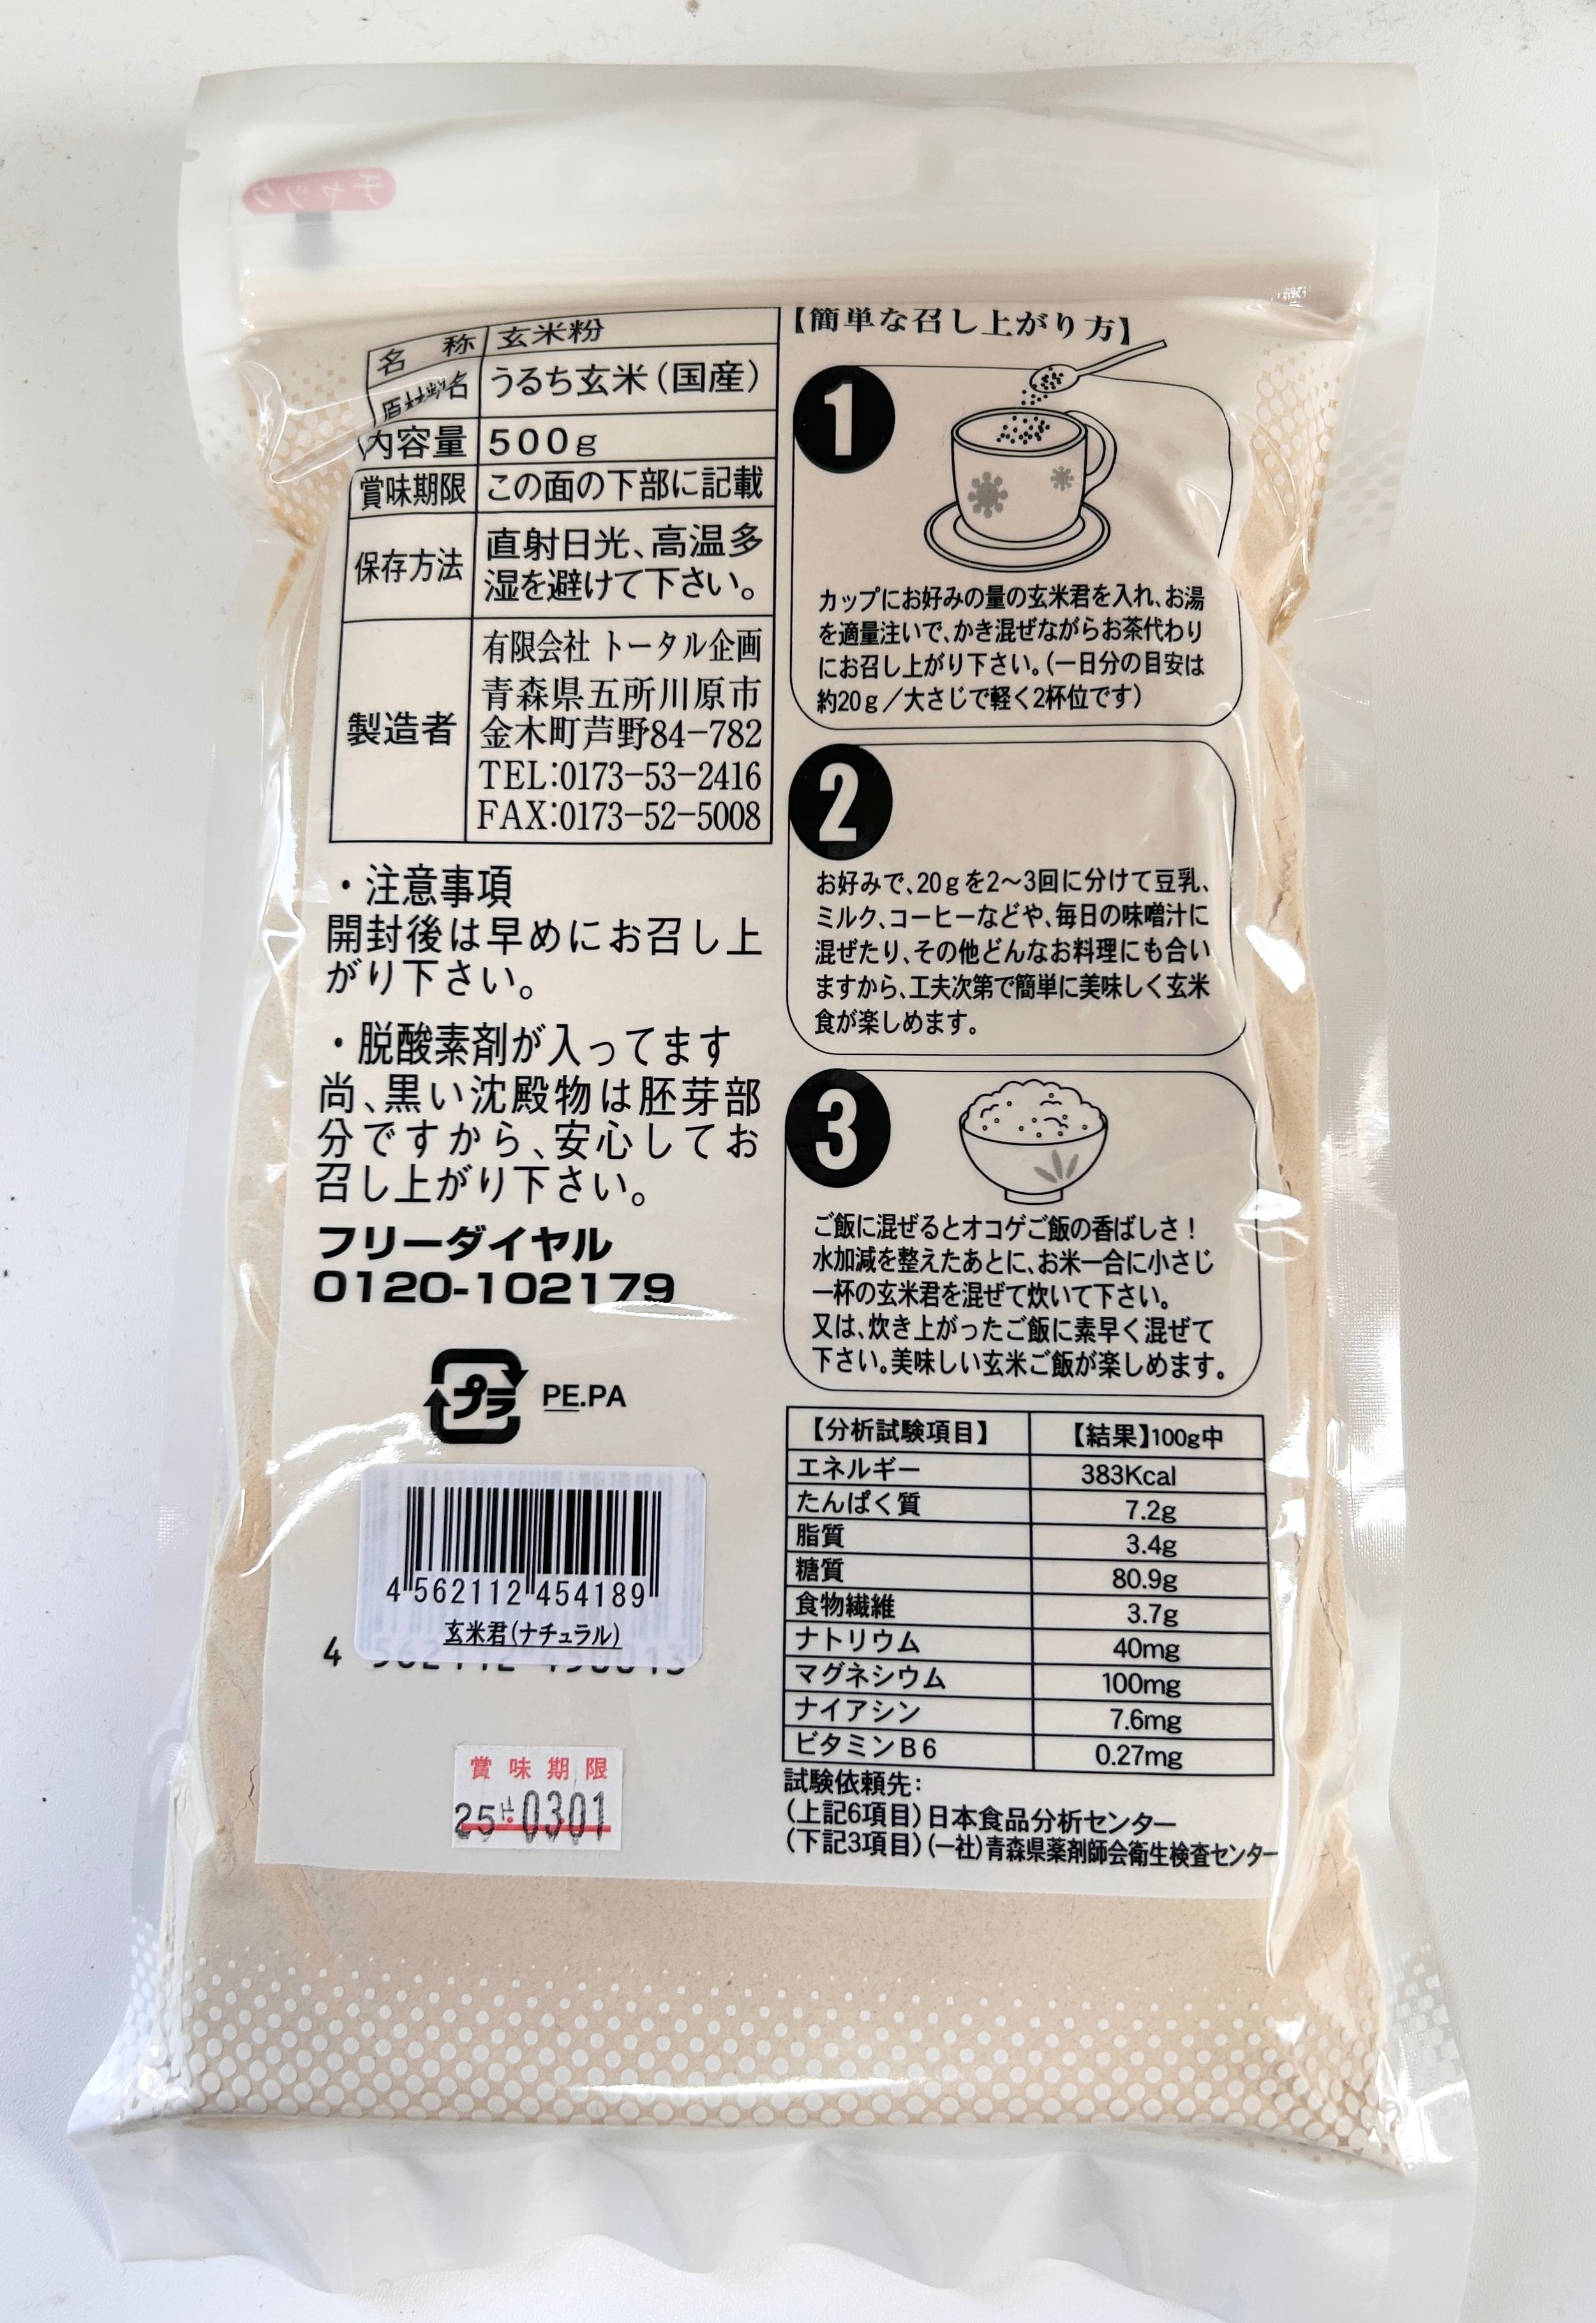 チャック
名 称 玄米粉
原材料名 うるち玄米(国産)
内容量 500g
賞味期限 この面の下部に記載
保存方法 直射日光、高温多
湿を避けて下さい。
製造者 有限会社 トータル企画
青森県五所川原市
金木町芦野84-782
TEL:0173-53-2416
FAX:0173-52-5008
・注意事項
開封後は早めにお召し上
がり下さい。
・脱酸素剤が入ってます
尚、黒い沈殿物は胚芽部
分ですから、安心してお
召し上がり下さい。
フリーダイヤル
0120-102179
プラ PE.PA
4 562112 454189
玄米君(ナチュラル)
4
賞味期限
25.-.0301
【簡単な召し上がり方】
1
カップにお好みの量の玄米君を入れ、お湯
を適量注いで、かき混ぜながらお茶代わり
にお召し上がり下さい。(一日分の目安は
約20g/大さじで軽く2杯位です)
2
お好みで、20gを2〜3回に分けて豆乳、
ミルク、コーヒーなどや、毎日の味噌汁に
混ぜたり、その他どんなお料理にも合い
ますから、工夫次第で簡単に美味しく玄米
食が楽しめます。
3
ご飯に混ぜるとオコゲご飯の香ばしさ!
水加減を整えたあとに、お米一合に小さじ
一杯の玄米君を混ぜて炊いて下さい。
又は、炊き上がったご飯に素早く混ぜて
下さい。美味しい玄米ご飯が楽しめます。
【分析試験項目】 【結果】100g中
エネルギー 383Kcal
たんぱく質 7.2g
脂質 3.4g
糖質 80.9g
食物繊維 3.7g
ナトリウム 40mg
マグネシウム 100mg
ナイアシン 7.6mg
ビタミンB6 0.27mg
試験依頼先:
(上記6項目)日本食品分析センター
(下記3項目)(一社)青森県薬剤師会衛生検査センター